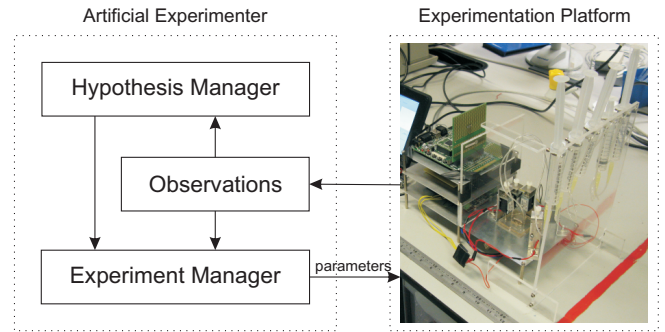 Artificial Experimenter
Experimentation Platform
Hypothesis Manager
Observations
Experiment Manager
parameters